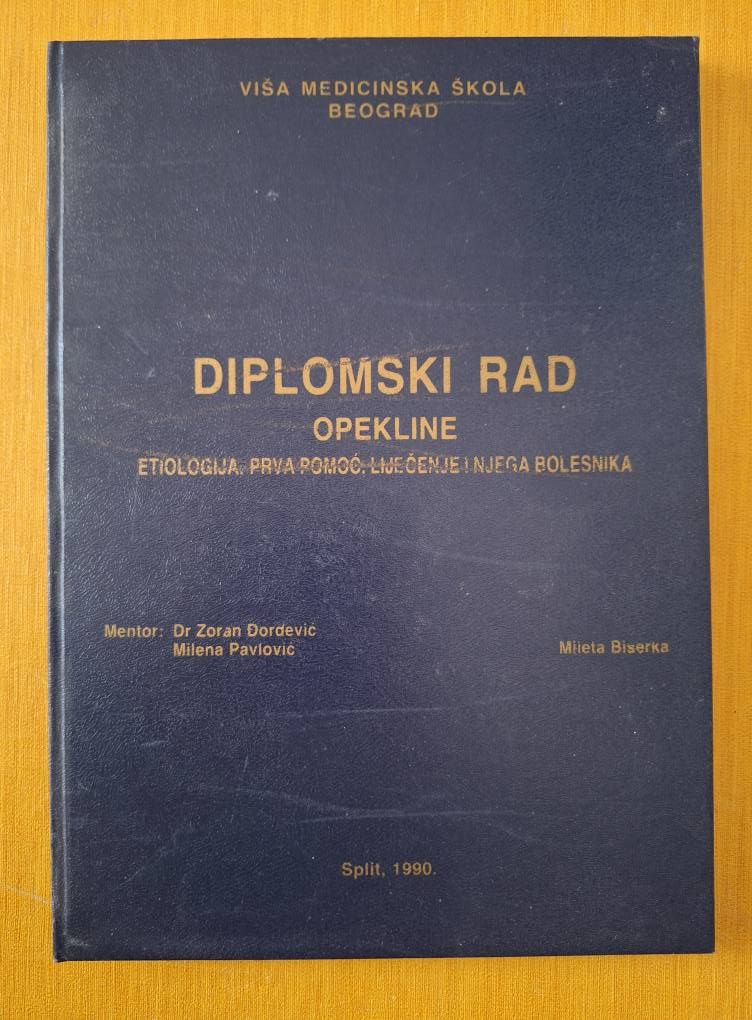 VIŠA MEDICINSKA ŠKOLA
BEOGRAD
DIPLOMSKI RAD
OPEKLINE
ETIOLOGIJA, PRVA POMOĆ, LIJEČENJE I NJEGA BOLESNIKA
Mentor: Dr Zoran Đorđević
Milena Pavlović
Mileta Biserka
Split, 1990.